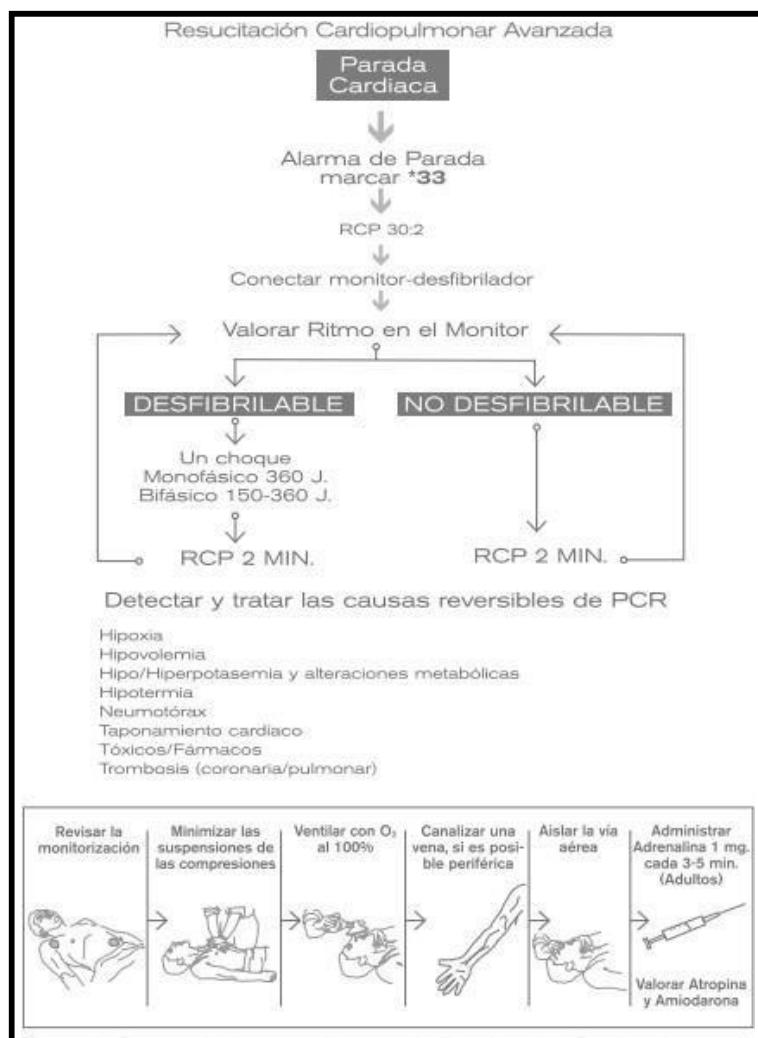 Resucitación Cardiopulmonar Avanzada
Parada
Cardiaca
Alarma de Parada
marcar *33
RCP 30:2
Conectar monitor-desfibrilador
Valorar Ritmo en el Monitor
DESFIBRILABLE
NO DESFIBRILABLE
Un choque
Monofásico 360 J.
Bifásico 150-360 J.
RCP 2 MIN.
RCP 2 MIN.
Detectar y tratar las causas reversibles de PCR
Hipoxia
Hipovolemia
Hipo/Hiperpotasemia y alteraciones metabólicas
Hipotermia
Neumotórax
Taponamiento cardíaco
Tóxicos/Fármacos
Trombosis (coronaria/pulmonar)
Revisar la
monitorización
Minimizar las
suspensiones de
las compresiones
Ventilar con O₂
al 100%
Canalizar una
vena, si es posible
periférica
Aislar la vía
aérea
Administrar
Adrenalina 1 mg.
cada 3-5 min.
(Adultos)
Valorar Atropina
y Amiodarona